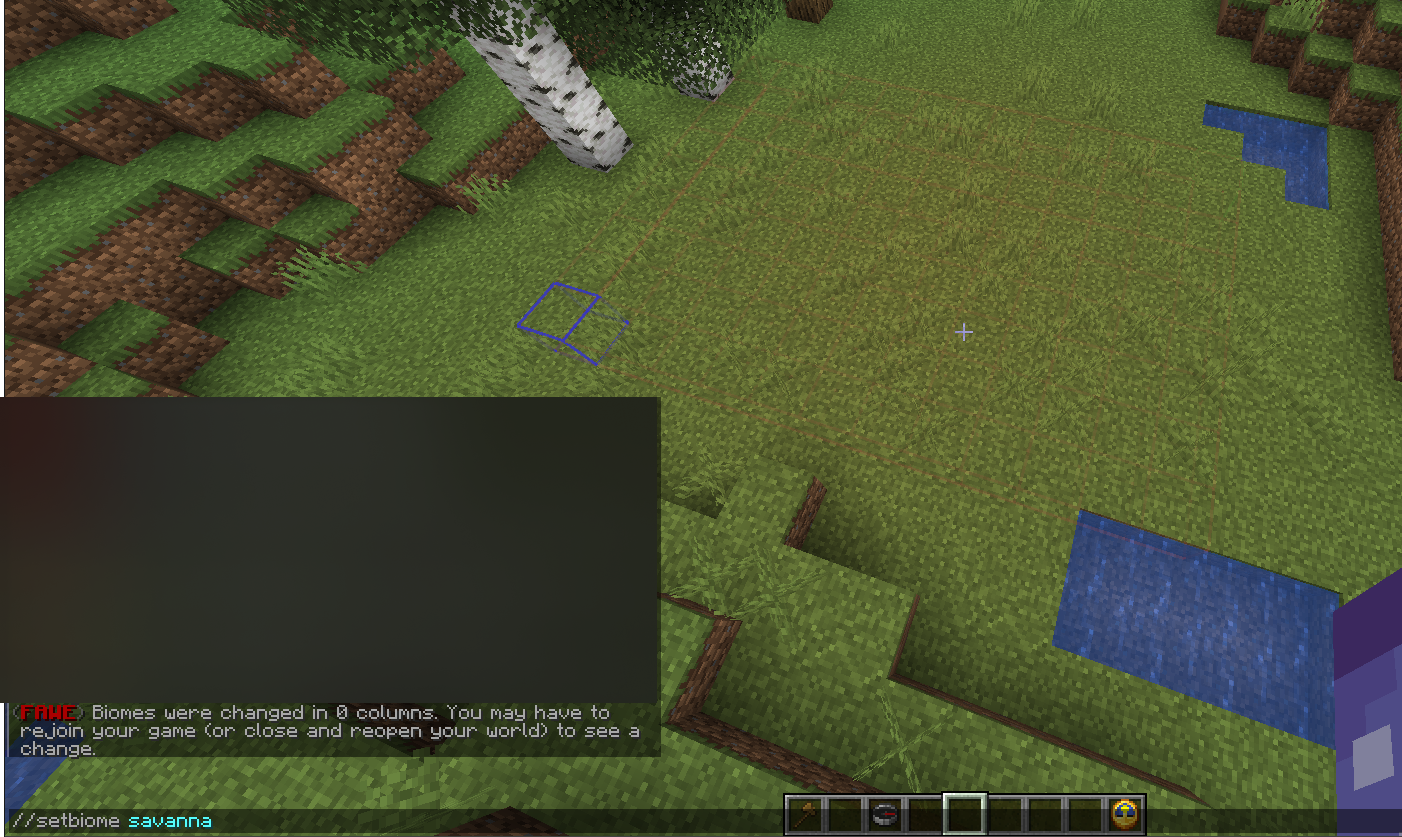 (FAWE) Biomes were changed in 0 columns. You may have to
rejoin your game (or close and reopen your world) to see a
change.
//setbiome savanna